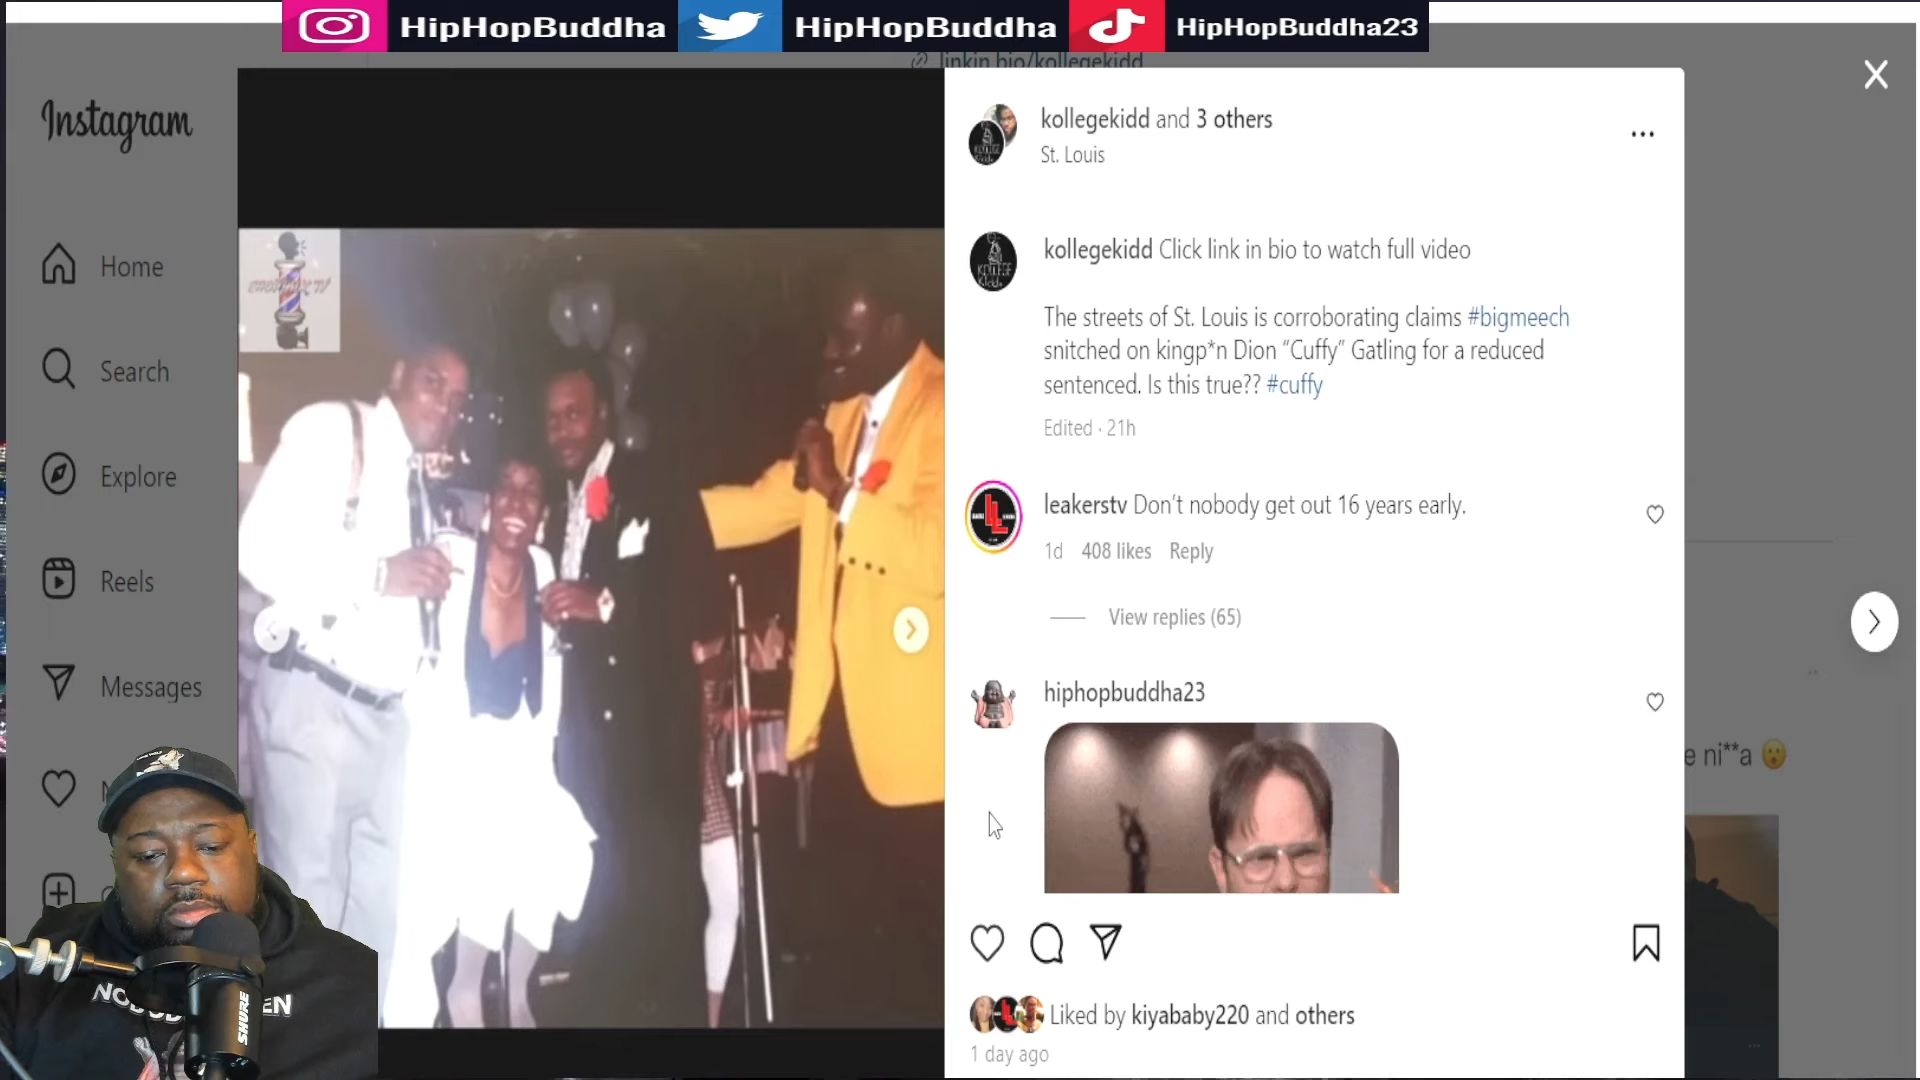 HipHopBuddha HipHopBuddha HipHopBuddha23
linkin.bio/kollegekidd
Instagram
Home
Search
Explore
Reels
Messages
N
kollegekidd and 3 others
St. Louis
kollegekidd Click link in bio to watch full video
The streets of St. Louis is corroborating claims #bigmeech
snitched on kingp*n Dion “Cuffy” Gatling for a reduced
sentenced. Is this true?? #cuffy
Edited · 21h
leakerstv Don’t nobody get out 16 years early.
1d 408 likes Reply
View replies (65)
hiphopbuddha23
e ni**a
Liked by kiyababy220 and others
1 day ago
SHURE